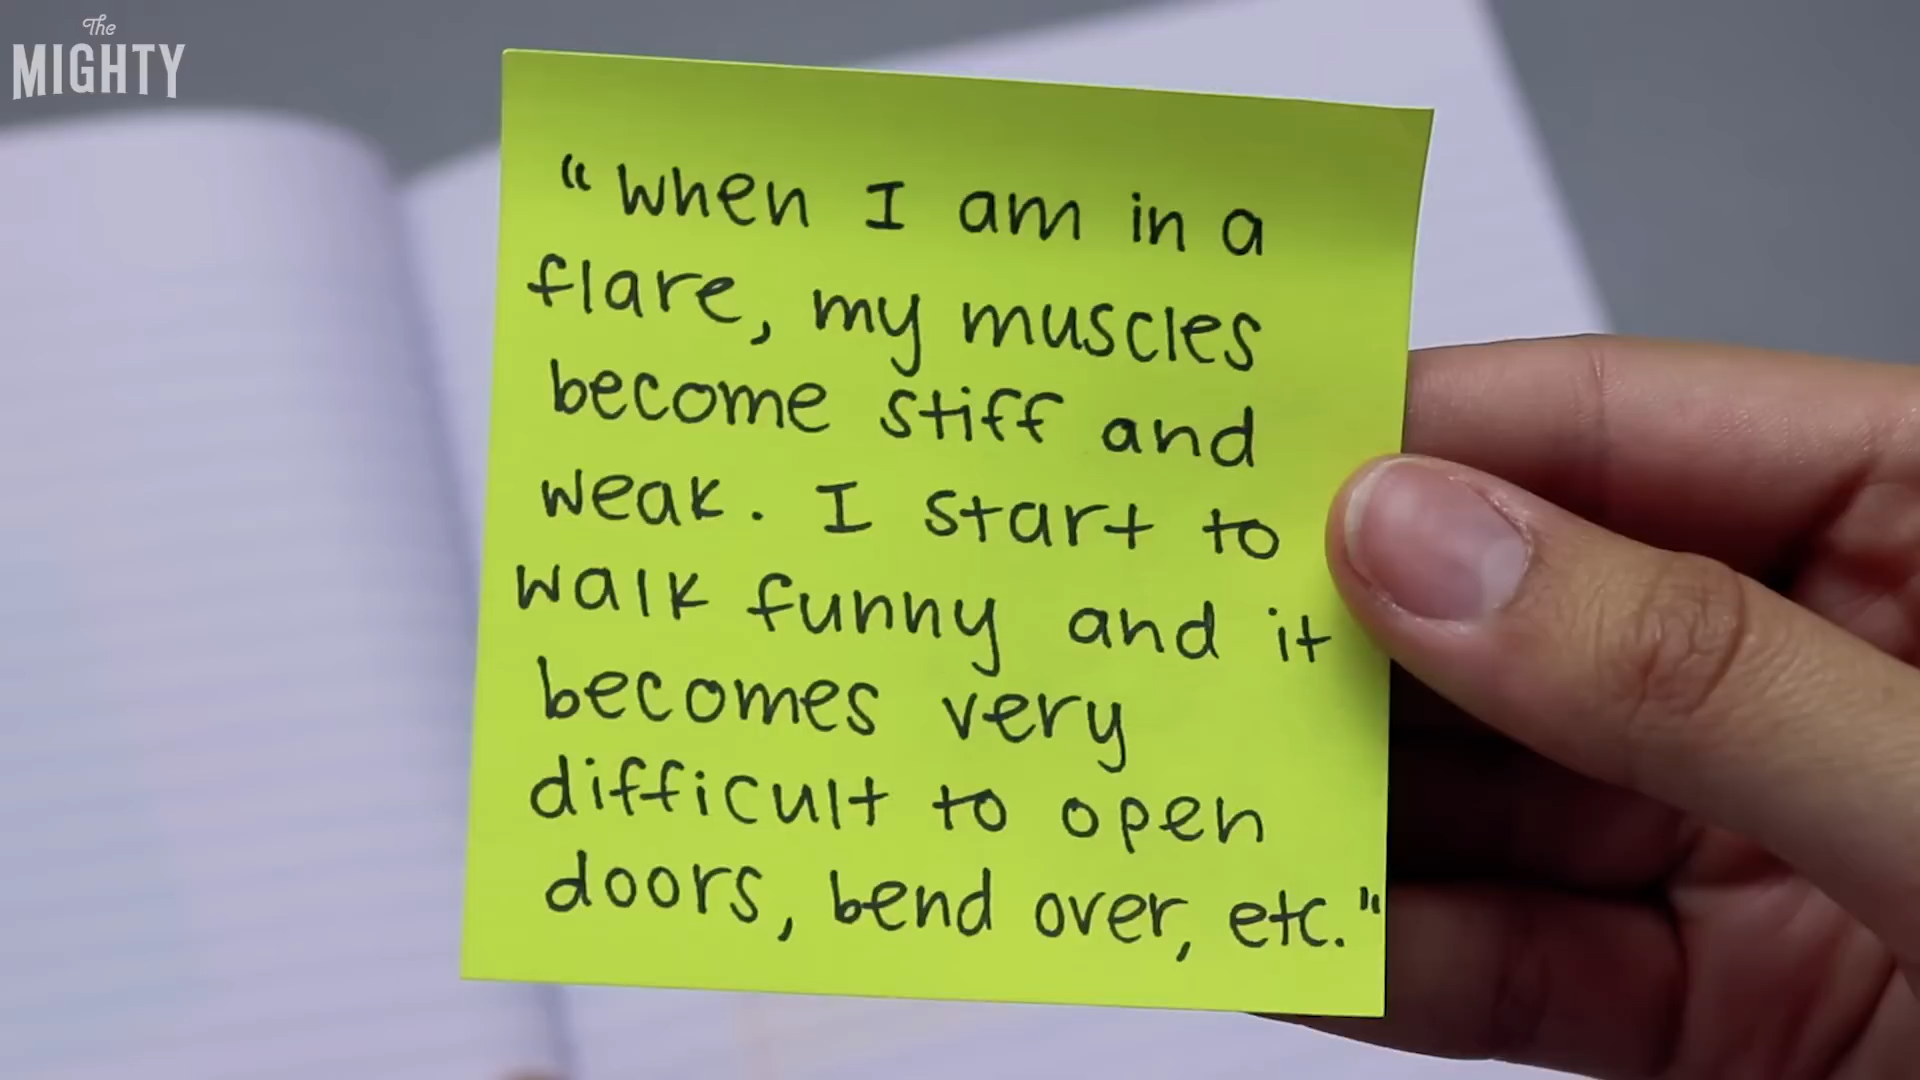 The
MIGHTY
"When I am in a
flare, my muscles
become stiff and
weak. I start to
walk funny and it
becomes very
difficult to open
doors, bend over, etc."